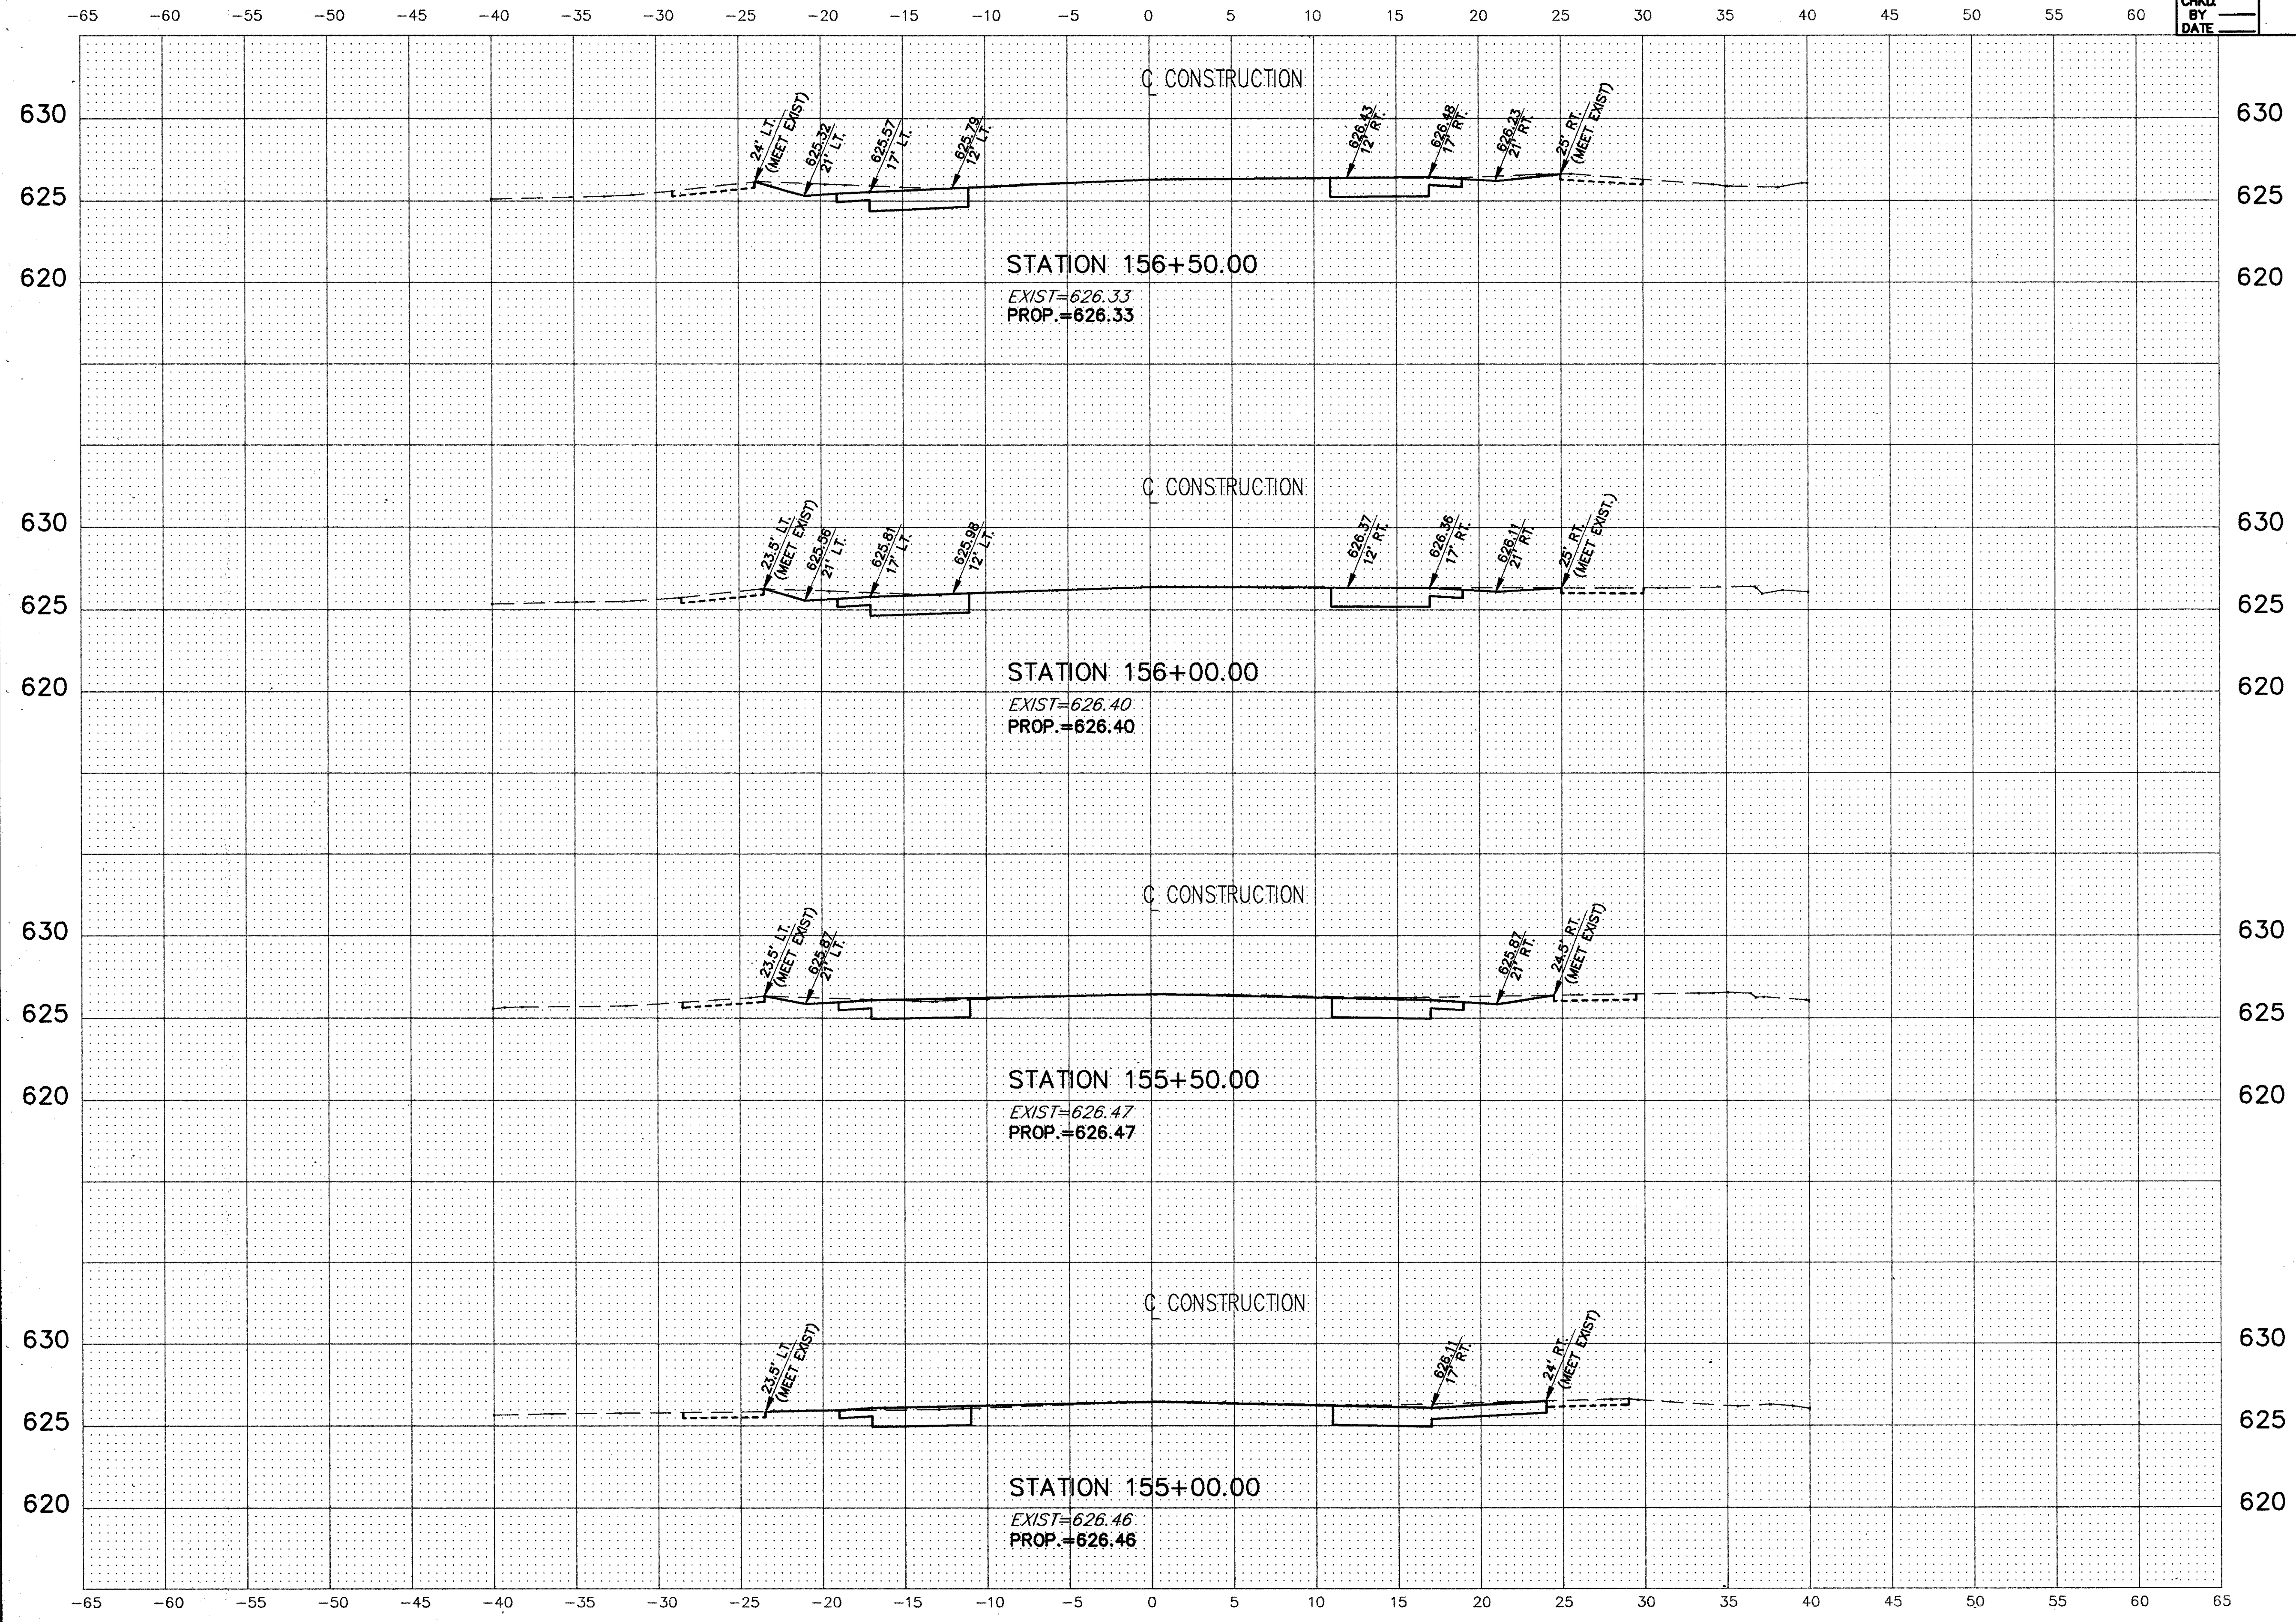 -65 -60 -55 -50 -45 -40 -35 -30 -25 -20 -15 -10 -5 0 5 10 15 20 25 30 35 40 45 50 55 60
CHKD.
BY
DATE
℄ CONSTRUCTION
630 630
24' LT.
(MEET EXIST)
625.32
21' LT.
625.57
17' LT.
625.79
12' LT.
626.43
12' RT.
626.48
17' RT.
626.23
21' RT.
25' RT.
(MEET EXIST)
625 625
STATION 156+50.00
620 620
EXIST=626.33
PROP.=626.33
℄ CONSTRUCTION
630 630
23.5' LT.
(MEET EXIST)
625.56
21' LT.
625.81
17' LT.
625.98
12' LT.
626.37
12' RT.
626.36
17' RT.
626.11
21' RT.
25' RT.
(MEET EXIST.)
625 625
STATION 156+00.00
620 620
EXIST=626.40
PROP.=626.40
℄ CONSTRUCTION
630 630
23.5' LT.
(MEET EXIST)
625.87
21' LT.
625.87
21' RT.
24.5' RT.
(MEET EXIST)
625 625
STATION 155+50.00
620 620
EXIST=626.47
PROP.=626.47
℄ CONSTRUCTION
630 630
23.5' LT.
(MEET EXIST)
626.11
17' RT.
24' RT.
(MEET EXIST)
625 625
STATION 155+00.00
620 620
EXIST=626.46
PROP.=626.46
-65 -60 -55 -50 -45 -40 -35 -30 -25 -20 -15 -10 -5 0 5 10 15 20 25 30 35 40 45 50 55 60 65